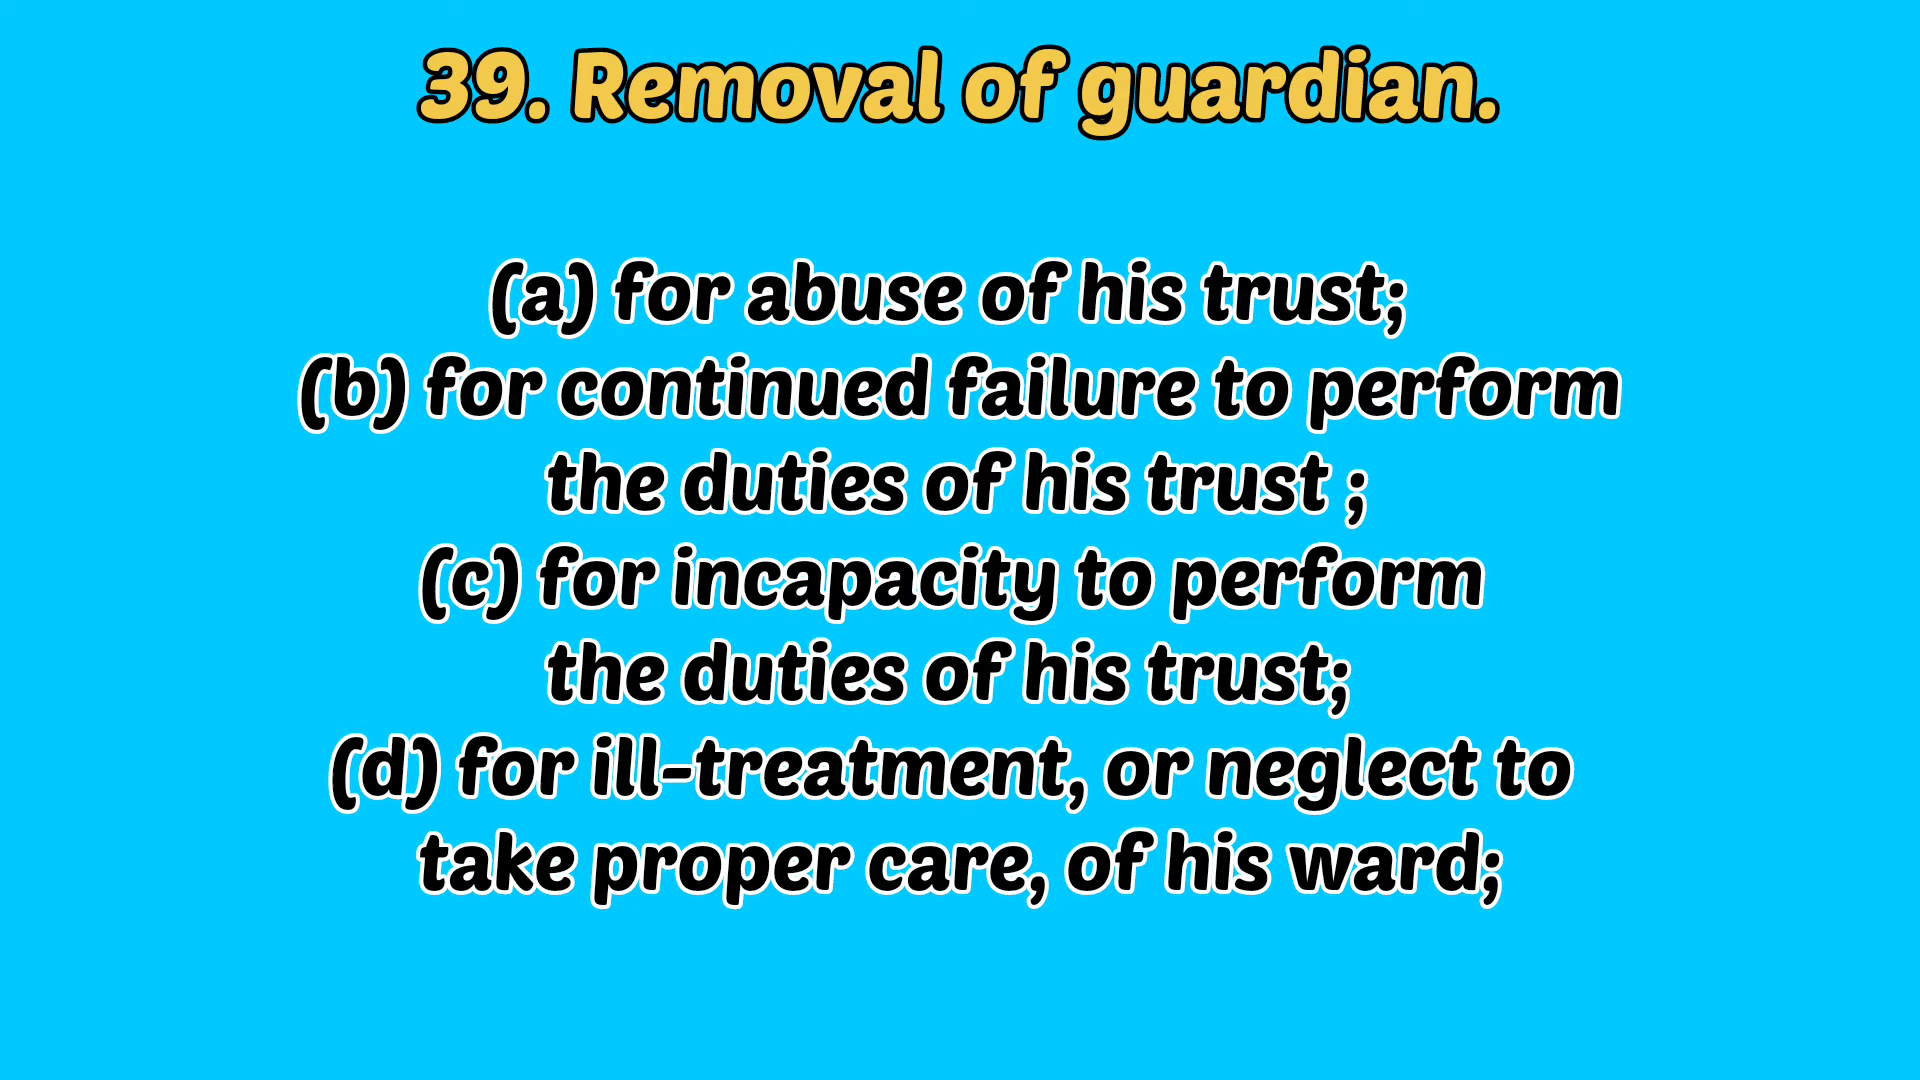 39. Removal of guardian.
(a) for abuse of his trust;
(b) for continued failure to perform
the duties of his trust ;
(c) for incapacity to perform
the duties of his trust;
(d) for ill-treatment, or neglect to
take proper care, of his ward;